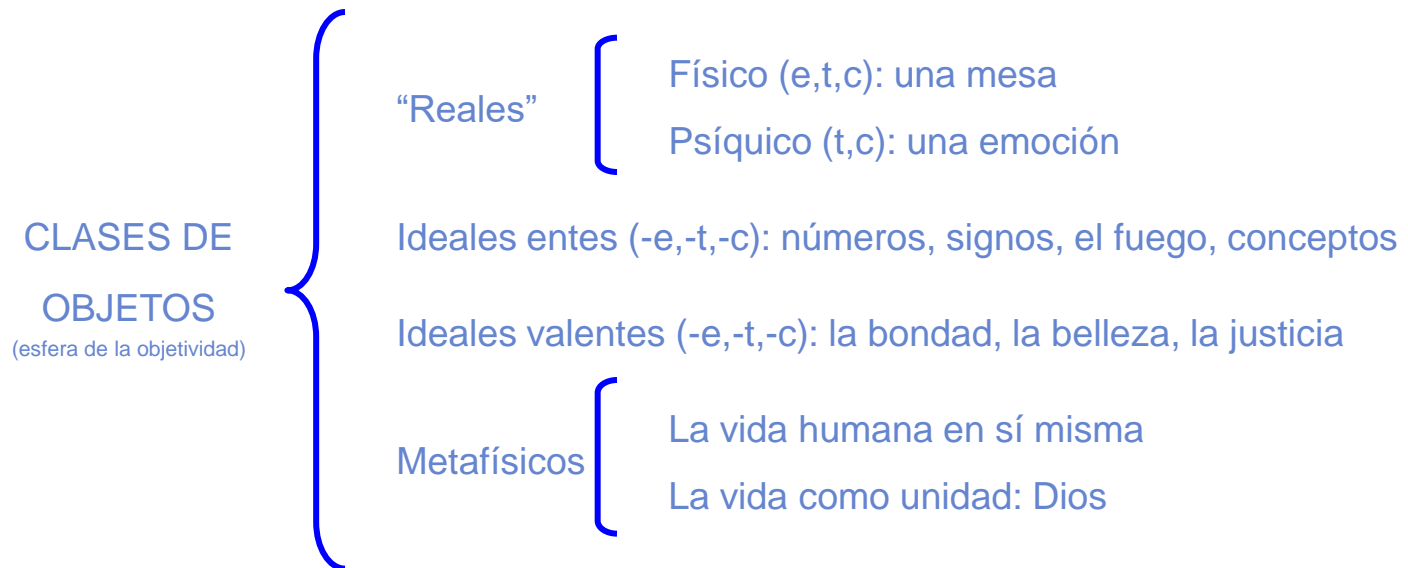 CLASES DE
OBJETOS
(esfera de la objetividad)
“Reales”
Físico (e,t,c): una mesa
Psíquico (t,c): una emoción
Ideales entes (-e,-t,-c): números, signos, el fuego, conceptos
Ideales valentes (-e,-t,-c): la bondad, la belleza, la justicia
Metafísicos
La vida humana en sí misma
La vida como unidad: Dios